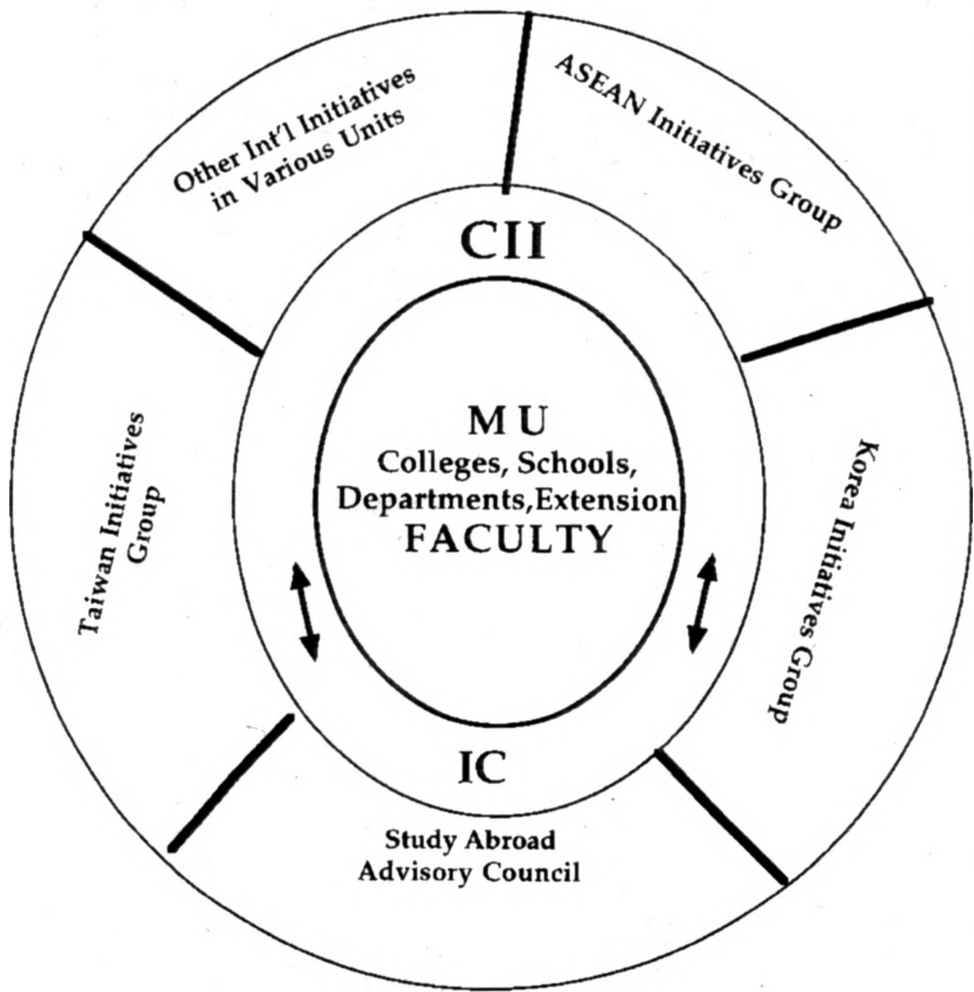 Other Int'l Initiatives
in Various Units
ASEAN Initiatives Group
CII
M U
Colleges, Schools,
Departments,Extension
FACULTY
Taiwan Initiatives
Group
Korea Initiatives Group
IC
Study Abroad
Advisory Council